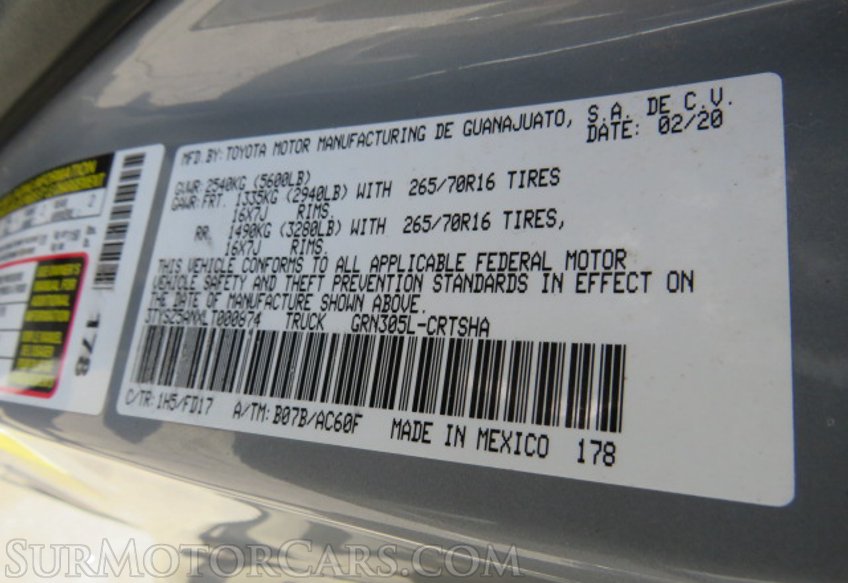 MFD. BY: TOYOTA MOTOR MANUFACTURING DE GUANAJUATO, S.A. DE C.V.
DATE: 02/20
GVWR: 2540KG (5600LB)
GAWR: FRT. 1335KG (2940LB) WITH 265/70R16 TIRES
16X7J RIMS.
RR. 1490KG (3280LB) WITH 265/70R16 TIRES,
16X7J RIMS.
THIS VEHICLE CONFORMS TO ALL APPLICABLE FEDERAL MOTOR
VEHICLE SAFETY AND THEFT PREVENTION STANDARDS IN EFFECT ON
THE DATE OF MANUFACTURE SHOWN ABOVE.
TRUCK GRN305L-CRTSHA
C/TR: 1H5/FD17 A/TM: B07B/AC60F MADE IN MEXICO 178
178
SURMOTORCARS.COM